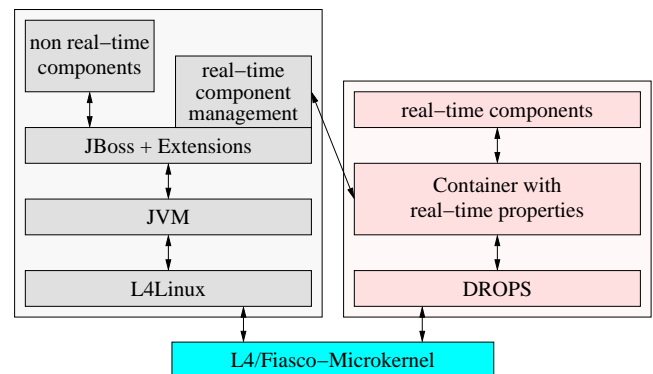 non real−time
components
real−time
component
management
JBoss + Extensions
JVM
L4Linux
real−time components
Container with
real−time properties
DROPS
L4/Fiasco−Microkernel